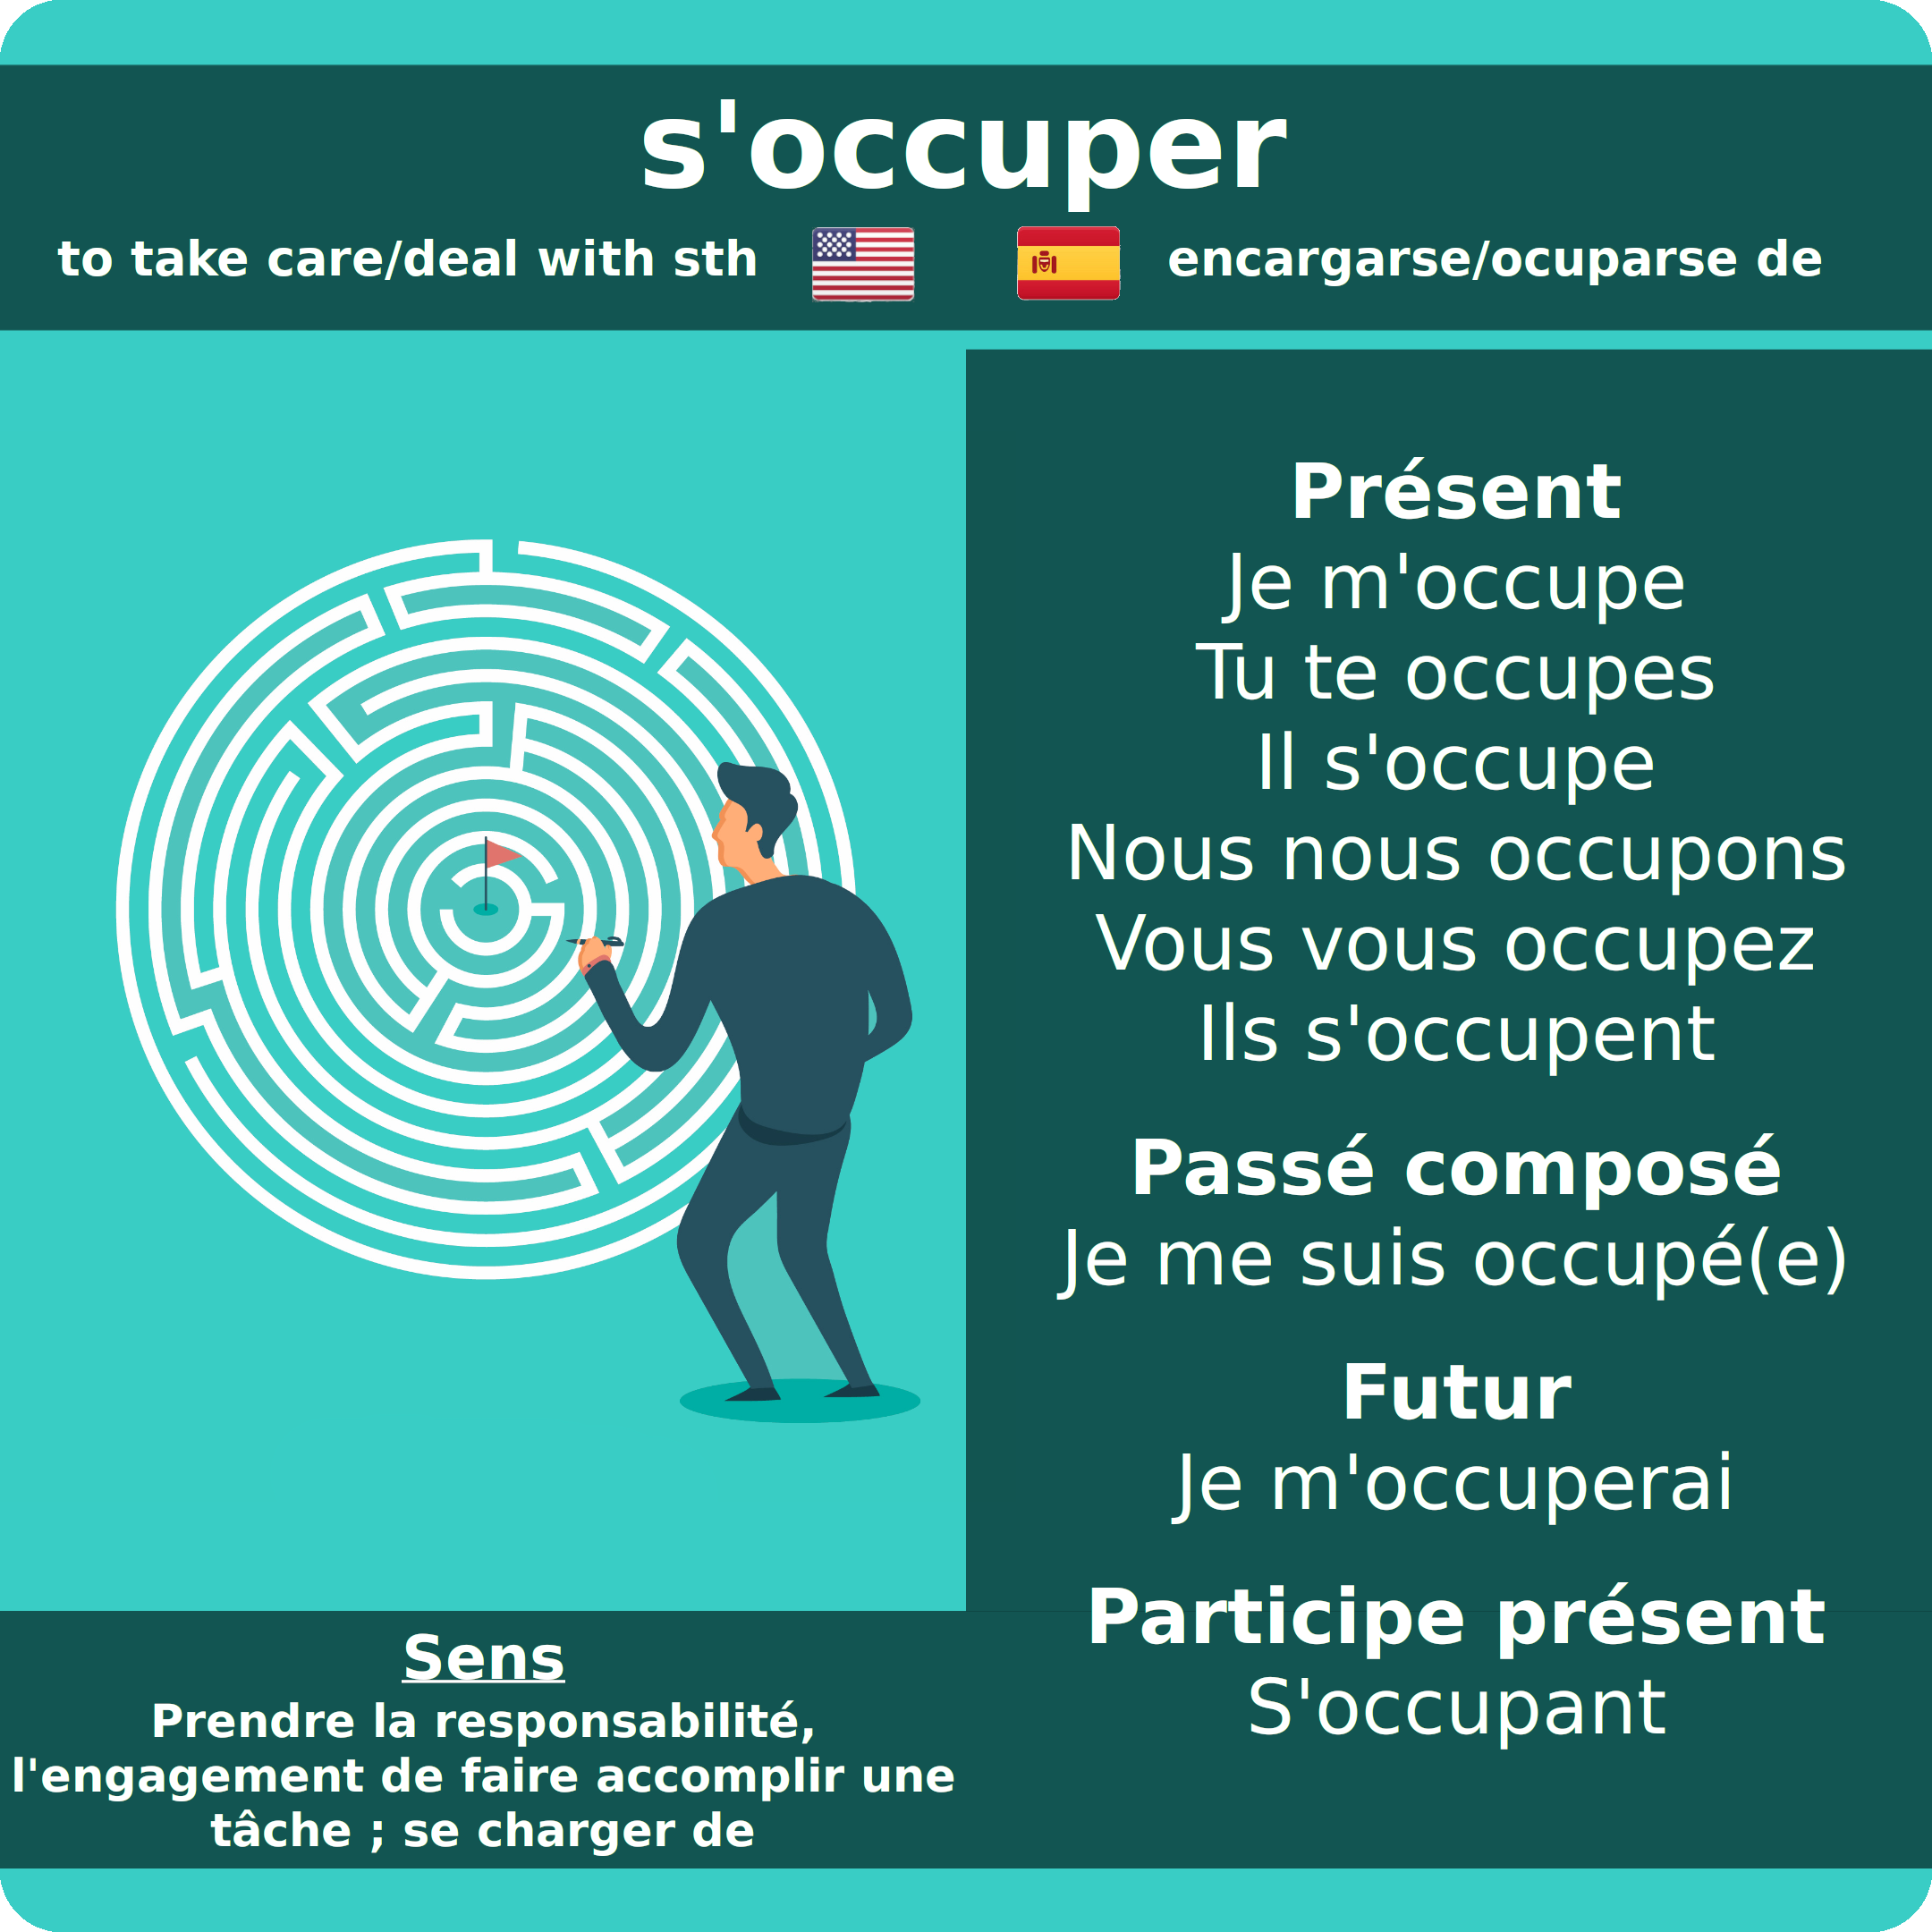 s'occuper
to take care/deal with sth
encargarse/ocuparse de
Présent
Je m'occupe
Tu te occupes
Il s'occupe
Nous nous occupons
Vous vous occupez
Ils s'occupent
Passé composé
Je me suis occupé(e)
Futur
Je m'occuperai
Participe présent
S'occupant
Sens
Prendre la responsabilité,
l'engagement de faire accomplir une
tâche ; se charger de